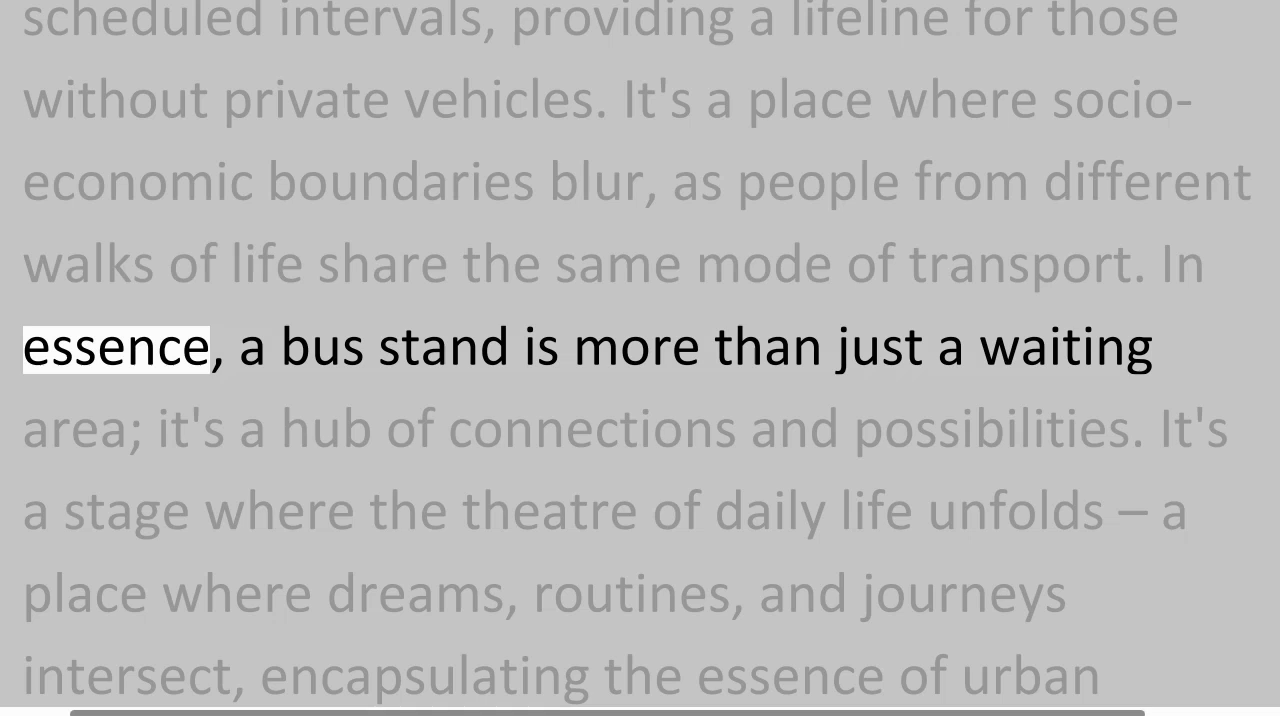 scheduled intervals, providing a lifeline for those
without private vehicles. It's a place where socio-
economic boundaries blur, as people from different
walks of life share the same mode of transport. In
essence, a bus stand is more than just a waiting
area; it's a hub of connections and possibilities. It's
a stage where the theatre of daily life unfolds – a
place where dreams, routines, and journeys
intersect, encapsulating the essence of urban